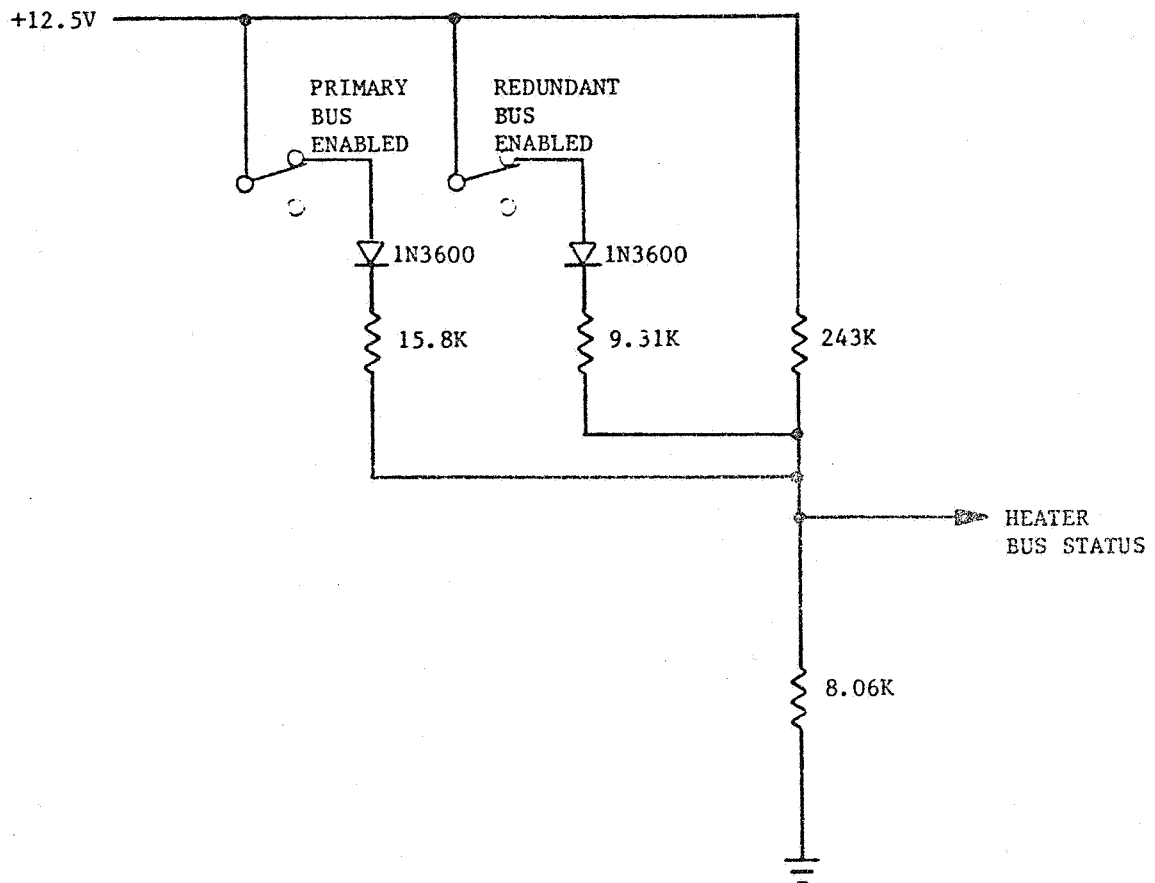 +12.5V
PRIMARY
BUS
ENABLED
REDUNDANT
BUS
ENABLED
1N3600
1N3600
15.8K
9.31K
243K
HEATER
BUS STATUS
8.06K